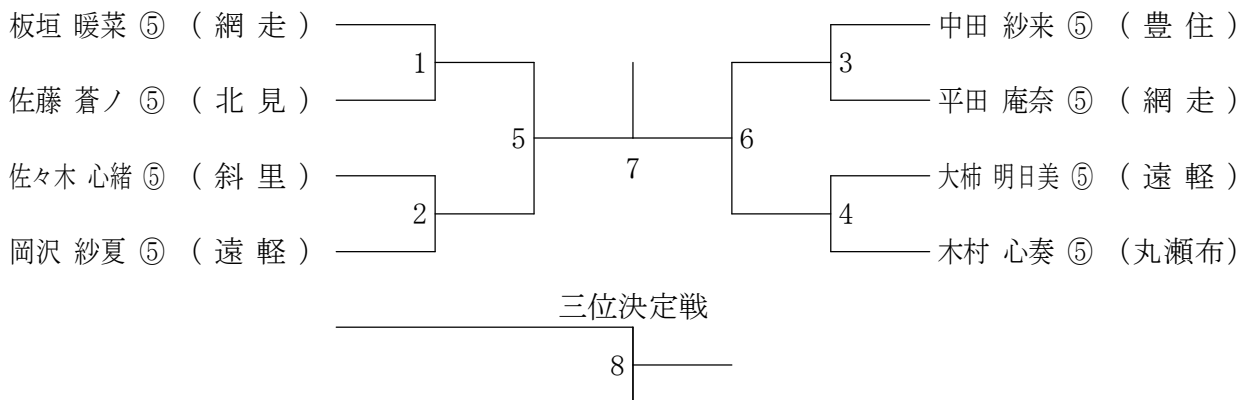 板垣 暖菜 ⑤ ( 網 走 )
1
佐藤 蒼ノ ⑤ ( 北 見 )
5
佐々木 心緒 ⑤ ( 斜 里 )
2
岡沢 紗夏 ⑤ ( 遠 軽 )
7
中田 紗来 ⑤ ( 豊 住 )
3
平田 庵奈 ⑤ ( 網 走 )
6
大柿 明日美 ⑤ ( 遠 軽 )
4
木村 心奏 ⑤ (丸瀬布)
三位決定戦
8